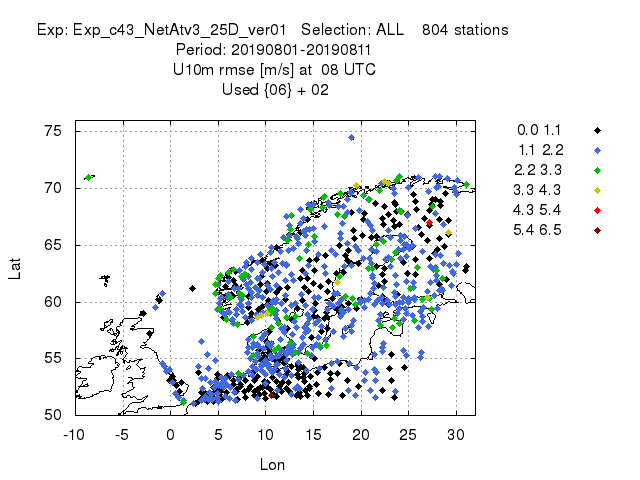 Exp: Exp_c43_NetAtv3_25D_ver01 Selection: ALL 804 stations
Period: 20190801-20190811
U10m rmse [m/s] at 08 UTC
Used {06} + 02
75
70
65
60
55
50
-10 -5 0 5 10 15 20 25 30
Lat
Lon
0.0 1.1
1.1 2.2
2.2 3.3
3.3 4.3
4.3 5.4
5.4 6.5